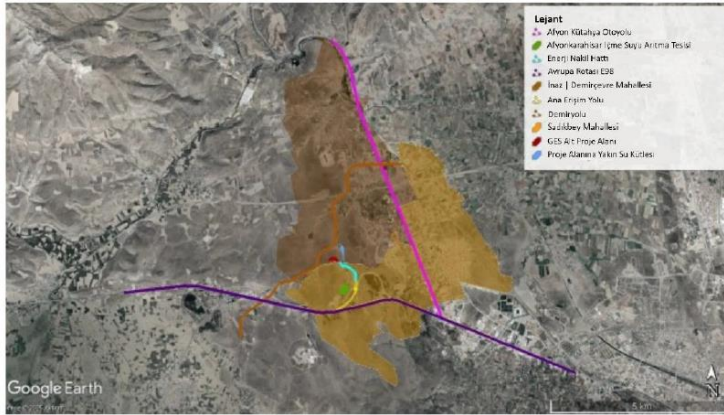 Lejant
Afyon Kütahya Otoyolu
Afyonkarahisar İçme Suyu Arıtma Tesisi
Enerji Nakil Hattı
Avrupa Rotası E98
İnaz | Demirçevre Mahallesi
Ana Erişim Yolu
Demiryolu
Sadıkbey Mahallesi
GES Alt Proje Alanı
Proje Alanına Yakın Su Kütlesi
Google Earth
N
5 km